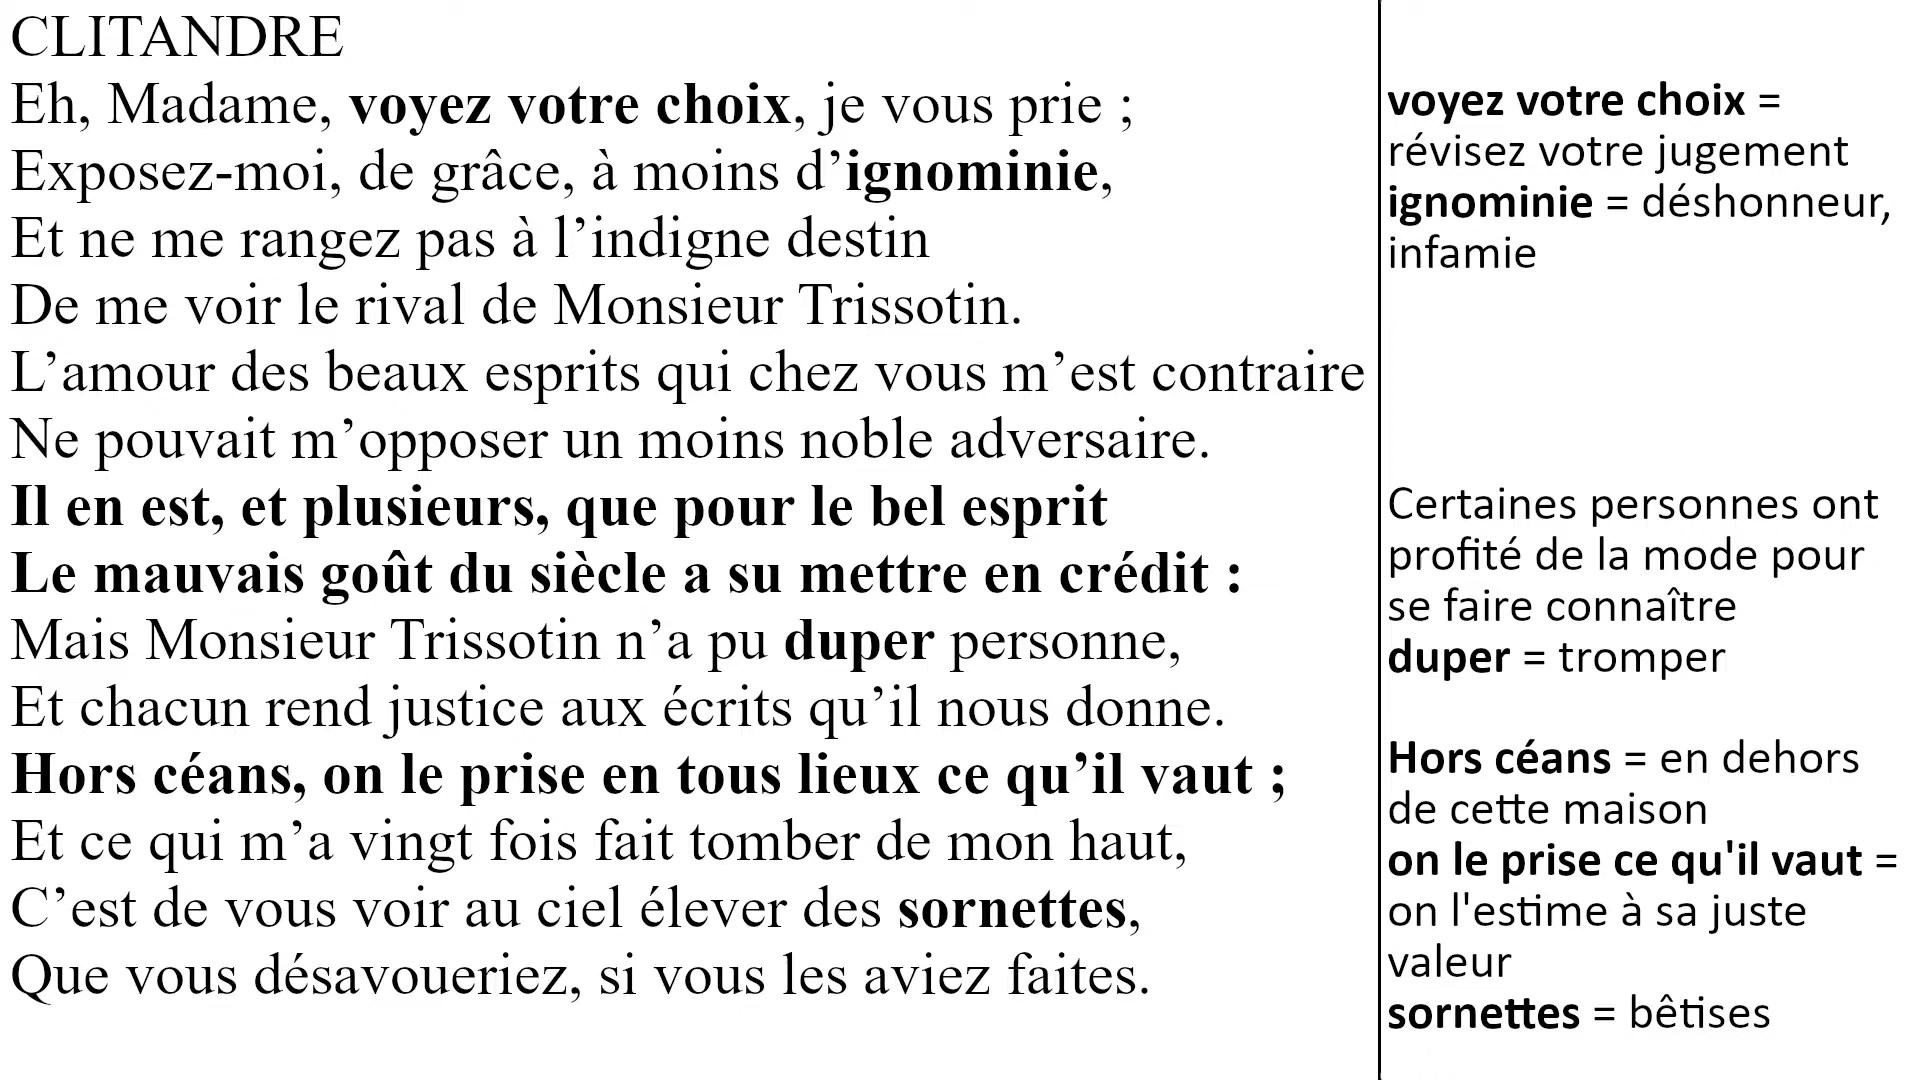 CLITANDRE
Eh, Madame, voyez votre choix, je vous prie ;
Exposez-moi, de grâce, à moins d’ignominie,
Et ne me rangez pas à l’indigne destin
De me voir le rival de Monsieur Trissotin.
L’amour des beaux esprits qui chez vous m’est contraire
Ne pouvait m’opposer un moins noble adversaire.
Il en est, et plusieurs, que pour le bel esprit
Le mauvais goût du siècle a su mettre en crédit :
Mais Monsieur Trissotin n’a pu duper personne,
Et chacun rend justice aux écrits qu’il nous donne.
Hors céans, on le prise en tous lieux ce qu’il vaut ;
Et ce qui m’a vingt fois fait tomber de mon haut,
C’est de vous voir au ciel élever des sornettes,
Que vous désavoueriez, si vous les aviez faites.
voyez votre choix =
révisez votre jugement
ignominie = déshonneur,
infamie
Certaines personnes ont
profité de la mode pour
se faire connaître
duper = tromper
Hors céans = en dehors
de cette maison
on le prise ce qu'il vaut =
on l'estime à sa juste
valeur
sornettes = bêtises